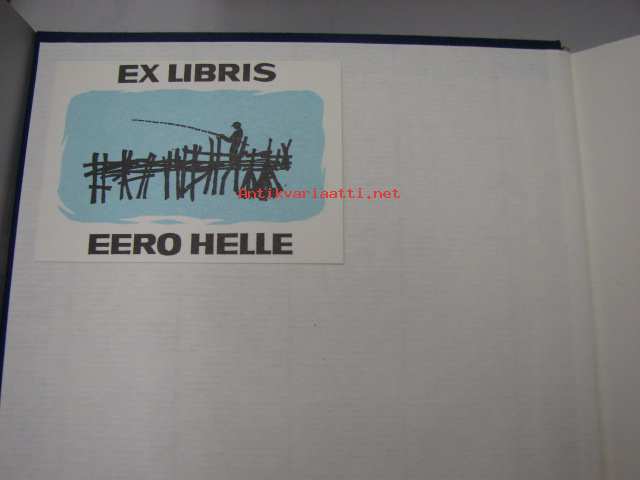 EX LIBRIS
Antikvariaatti.net
EERO HELLE